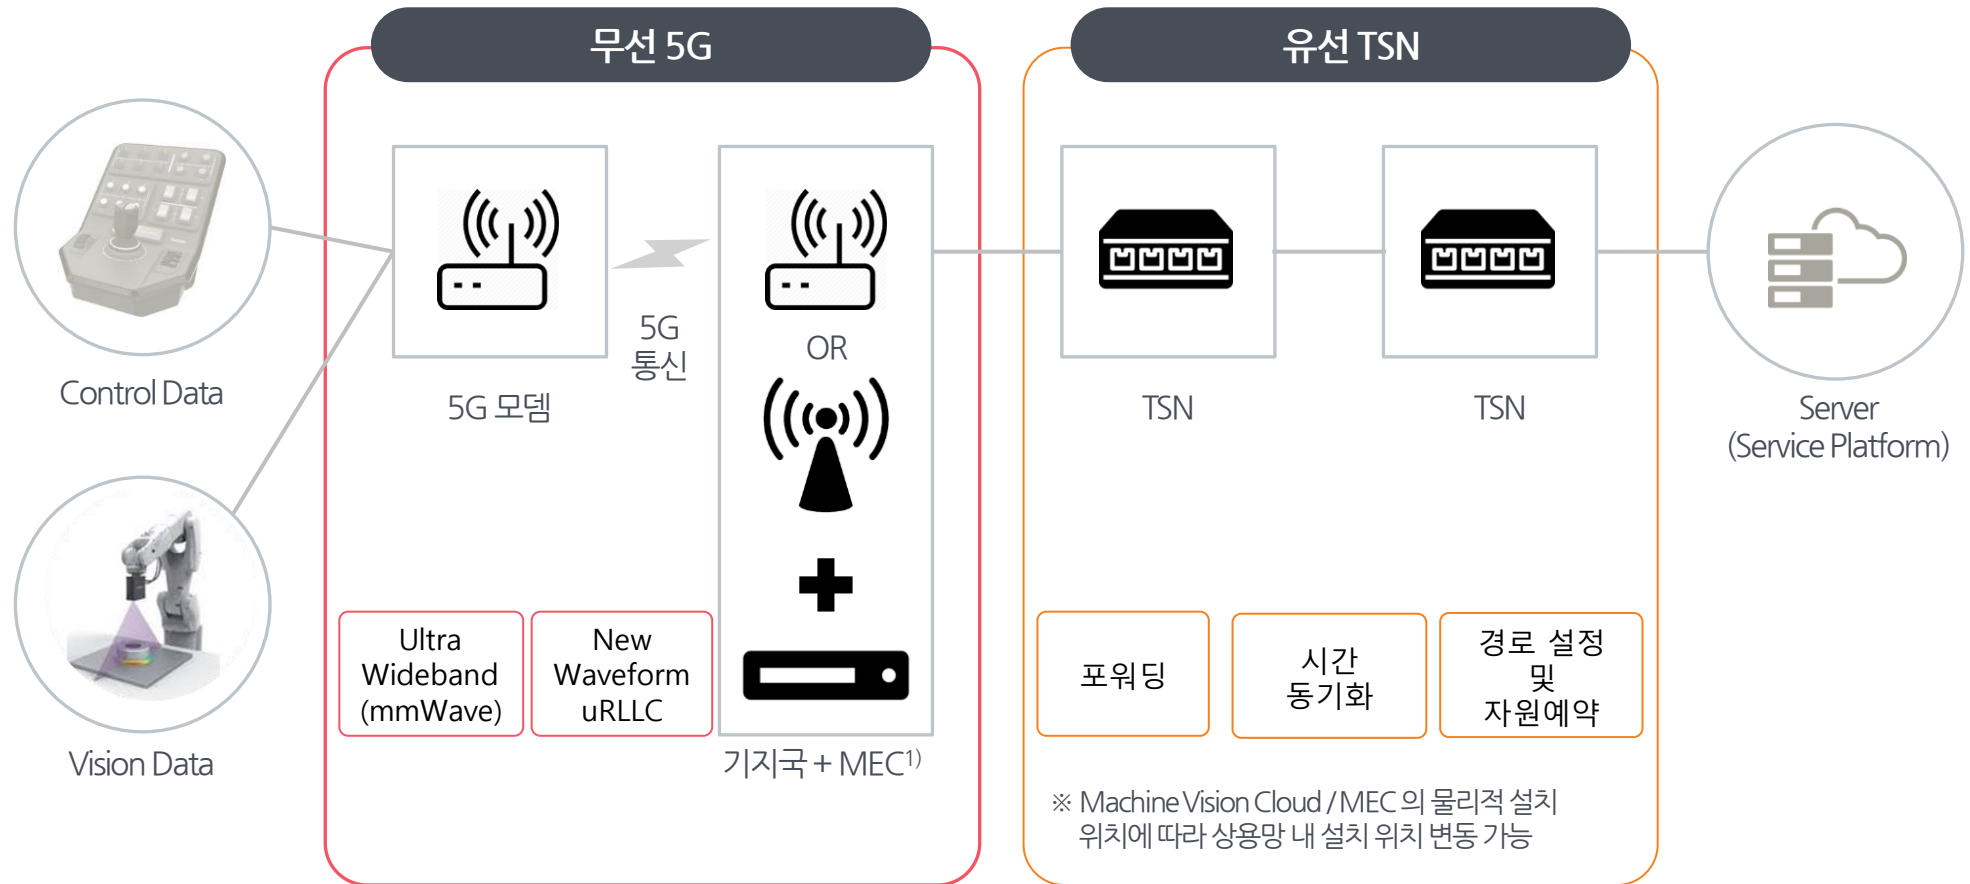 무선 5G
유선 TSN
Control Data
Vision Data
5G 모뎀
5G
통신
OR
기지국 + MEC1)
Ultra
Wideband
(mmWave)
New
Waveform
uRLLC
TSN
TSN
Server
(Service Platform)
포워딩
시간
동기화
경로 설정
및
자원예약
※ Machine Vision Cloud / MEC 의 물리적 설치
위치에 따라 상용망 내 설치 위치 변동 가능